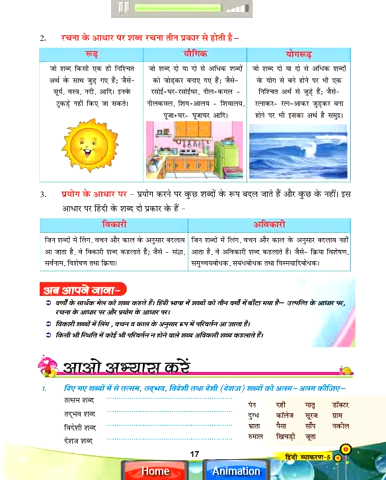 2. रचना के आधार पर शब्द रचना तीन प्रकार से होती है–
रूढ़ यौगिक योगरूढ़
जो शब्द किसी एक ही निश्चित
अर्थ के साथ जुड़ गए हैं; जैसे–
सूर्य, वस्त्र, नदी, आदि। इनके
टुकड़े नहीं किए जा सकते।
जो शब्द दो या दो से अधिक शब्दों
को जोड़कर बनाए गए हैं; जैसे–
रसोई+घर–रसोईघर, नील+कमल –
नीलकमल, शिव+आलय – शिवालय,
पूजा+घर– पूजाघर आदि।
जो शब्द दो या दो से अधिक शब्दों
के योग से बने होने पर भी एक
निश्चित अर्थ से जुड़े हैं; जैसे–
रत्नाकर– रत्न+आकर जुड़कर बना
होने पर भी इसका अर्थ है समुद्र।
3. प्रयोग के आधार पर – प्रयोग करने पर कुछ शब्दों के रूप बदल जाते हैं और कुछ के नहीं। इस
आधार पर हिंदी के शब्द दो प्रकार के हैं –
विकारी अविकारी
जिन शब्दों में लिंग, वचन और काल के अनुसार बदलाव
आ जाता है, वे विकारी शब्द कहलाते हैं; जैसे – संज्ञा,
सर्वनाम, विशेषण तथा क्रिया।
जिन शब्दों में लिंग, वचन और काल के अनुसार बदलाव नहीं
आता है, वे अविकारी शब्द कहलाते हैं। जैसे– क्रिया विशेषण,
समुच्चयबोधक, संबंधबोधक तथा विस्मयादिबोधक।
अब आपने जाना–
वर्णों के सार्थक मेल को शब्द कहते हैं। हिंदी भाषा में शब्दों को तीन वर्गों में बाँटा गया है– उत्पत्ति के आधार पर,
रचना के आधार पर और प्रयोग के आधार पर।
विकारी शब्दों में लिंग, वचन व काल के अनुसार रूप में परिवर्तन आ जाता है।
किसी भी स्थिति में कोई भी परिवर्तन न होने वाले शब्द अविकारी शब्द कहलाते हैं।
आओ अभ्यास करें
1. दिए गए शब्दों में से तत्सम, तद्भव, विदेशी तथा देशी (देशज) शब्दों को अलग–अलग कीजिए–
तत्सम शब्द
तद्भव शब्द
विदेशी शब्द
देशज शब्द
पेन दही मातृ डॉक्टर
दुग्ध कॉलेज सूरज ग्राम
भ्राता पैसा साँप वकील
रुमाल खिचड़ी जूता
17
हिंदी व्याकरण-5
Home Animation